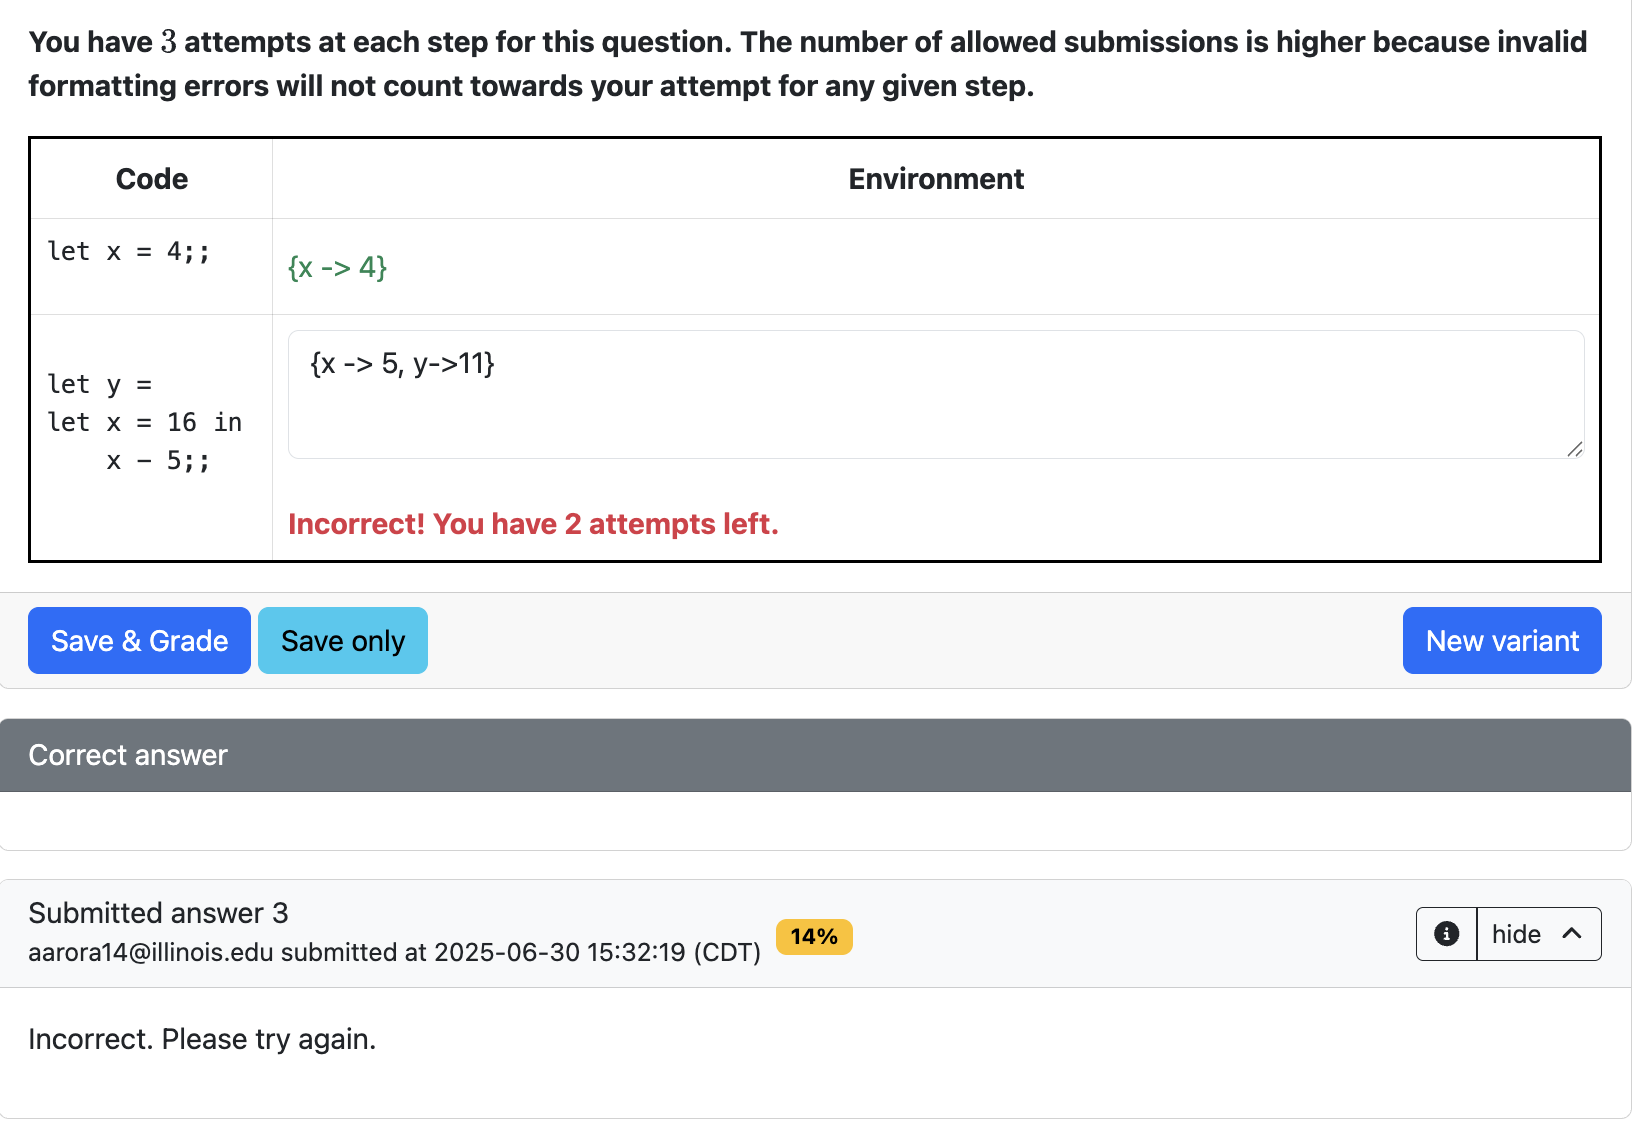 You have 3 attempts at each step for this question. The number of allowed submissions is higher because invalid
formatting errors will not count towards your attempt for any given step.
Code
Environment
let x = 4;;
{x -> 4}
let y =
let x = 16 in
    x - 5;;
{x -> 5, y->11}
Incorrect! You have 2 attempts left.
Save & Grade
Save only
New variant
Correct answer
Submitted answer 3
aarora14@illinois.edu submitted at 2025-06-30 15:32:19 (CDT)
14%
hide
Incorrect. Please try again.